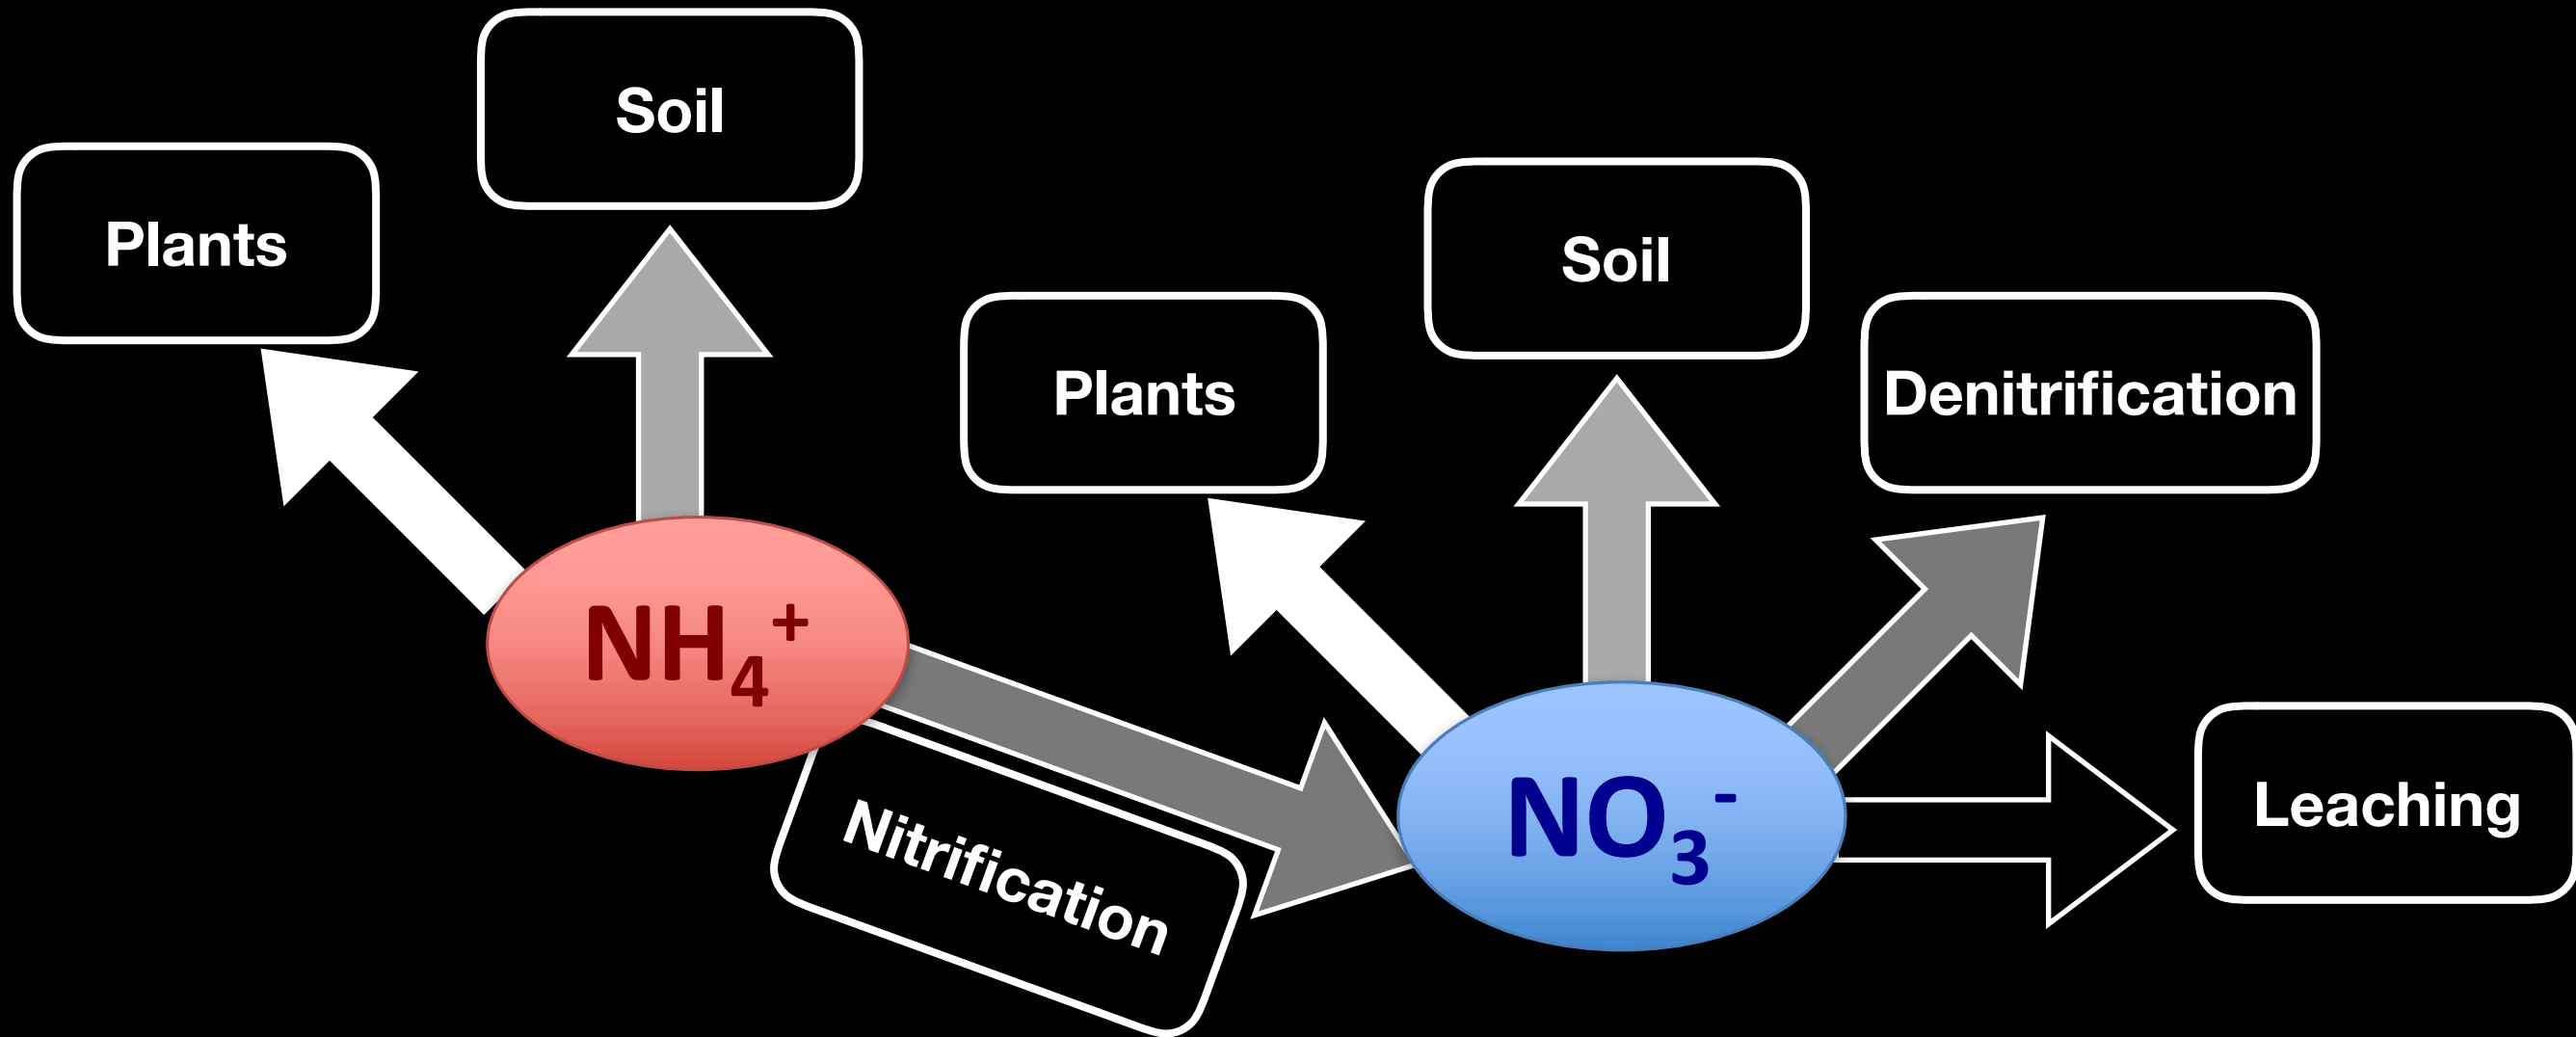 Soil
Plants
Soil
Plants
Denitrification
NH₄⁺
Nitrification
NO₃⁻
Leaching